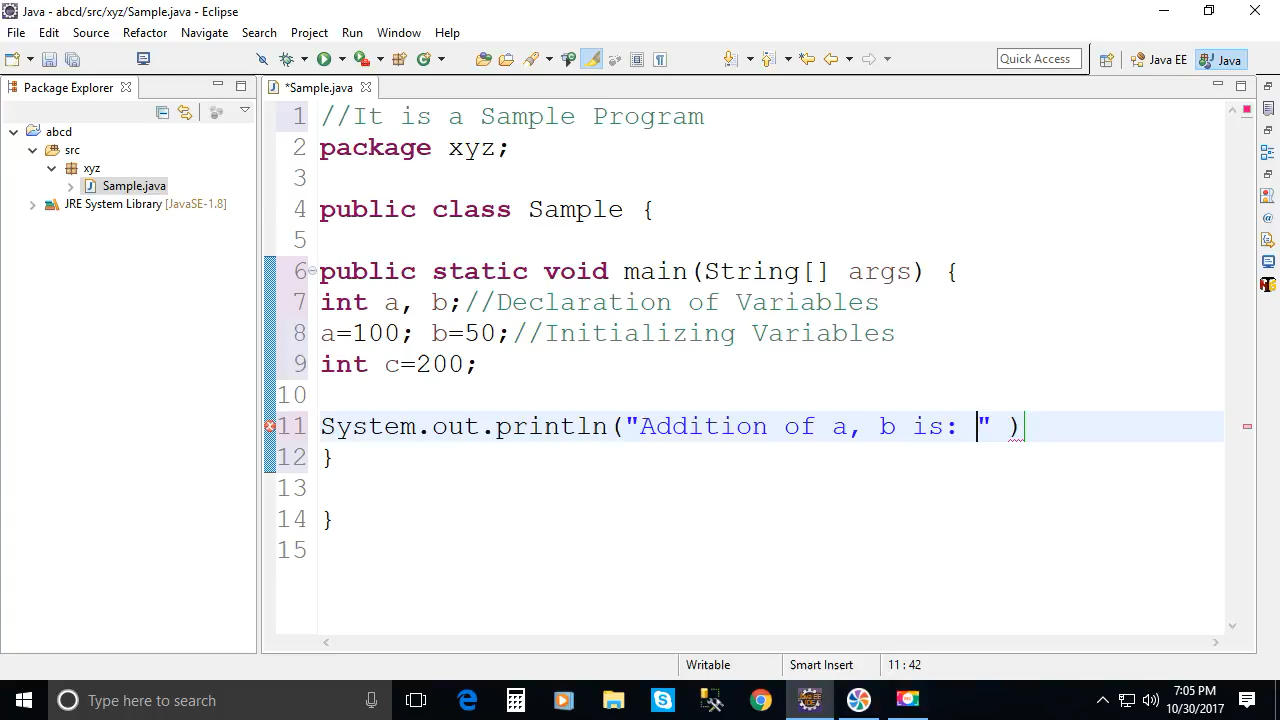 Java - abcd/src/xyz/Sample.java - Eclipse
File Edit Source Refactor Navigate Search Project Run Window Help
Quick Access
Java EE
Java
Package Explorer
abcd
src
xyz
Sample.java
JRE System Library [JavaSE-1.8]
*Sample.java
1 //It is a Sample Program
2 package xyz;
3
4 public class Sample {
5
6 public static void main(String[] args) {
7 int a, b;//Declaration of Variables
8 a=100; b=50;//Initializing Variables
9 int c=200;
10
11 System.out.println("Addition of a, b is: " )
12 }
13
14 }
15
Writable Smart Insert 11 : 42
Type here to search
7:05 PM
10/30/2017